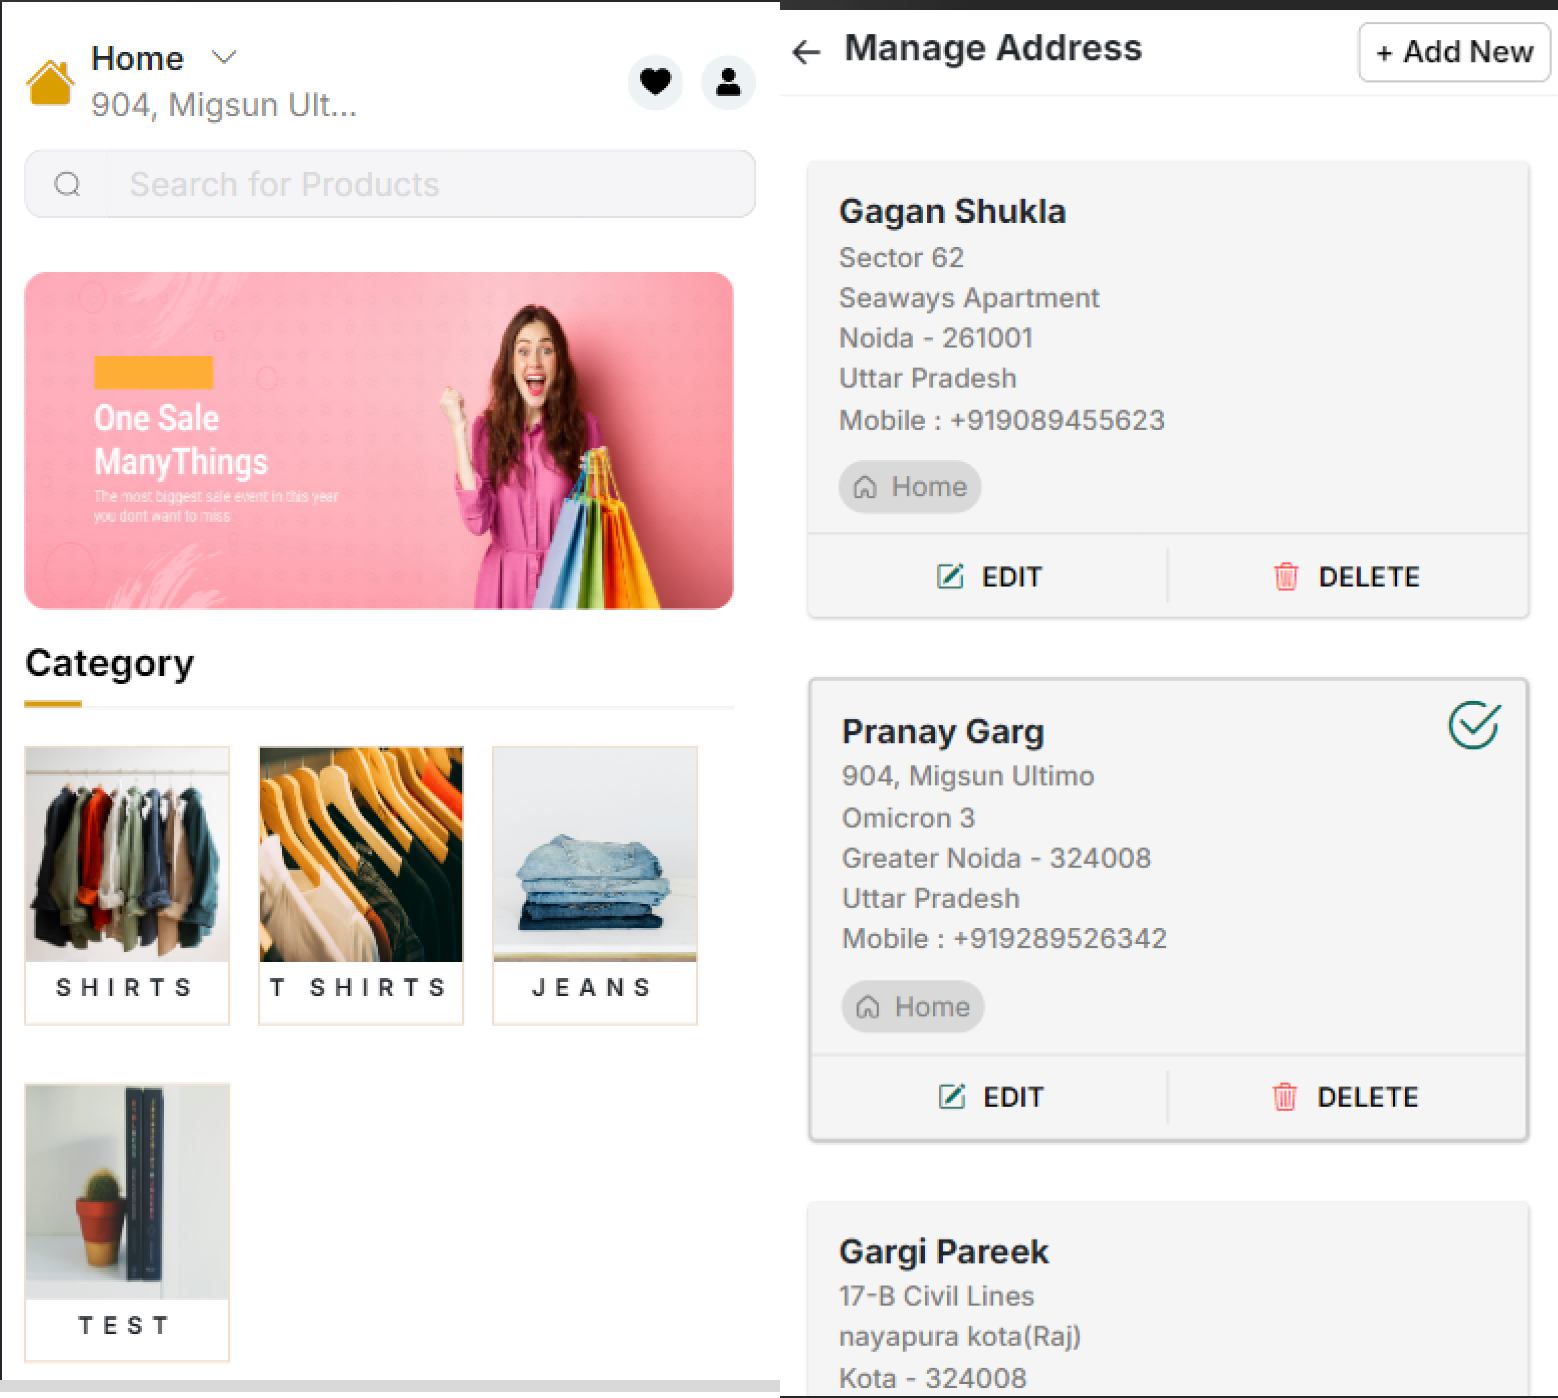 Home
904, Migsun Ult...
Search for Products
One Sale
ManyThings
The most biggest sale event in this year
you dont want to miss
Category
SHIRTS
T SHIRTS
JEANS
TEST
Manage Address
+ Add New
Gagan Shukla
Sector 62
Seaways Apartment
Noida - 261001
Uttar Pradesh
Mobile : +919089455623
Home
EDIT
DELETE
Pranay Garg
904, Migsun Ultimo
Omicron 3
Greater Noida - 324008
Uttar Pradesh
Mobile : +919289526342
Home
EDIT
DELETE
Gargi Pareek
17-B Civil Lines
nayapura kota(Raj)
Kota - 324008